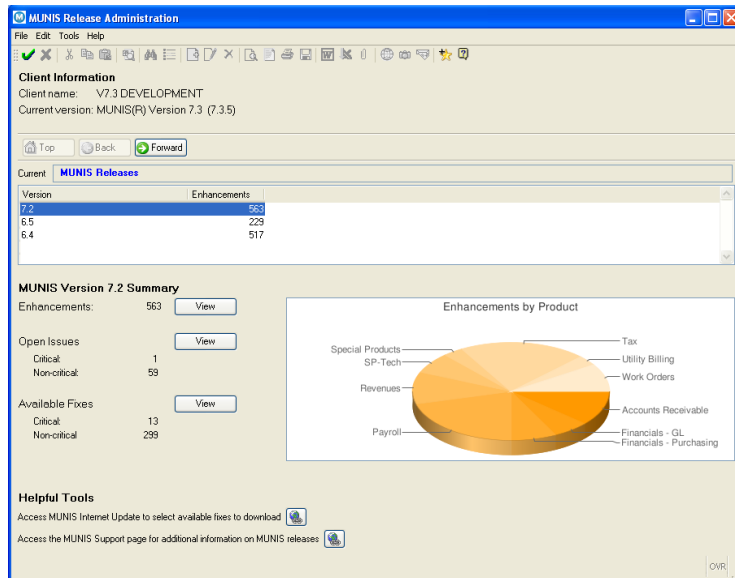 MUNIS Release Administration
File Edit Tools Help
Client Information
Client name: V7.3 DEVELOPMENT
Current version: MUNIS(R) Version 7.3 (7.3.5)
Top Back Forward
Current MUNIS Releases
Version Enhancements
7.2 563
6.5 229
6.4 517
MUNIS Version 7.2 Summary
Enhancements: 563 View
Open Issues View
Critical: 1
Non-critical: 59
Available Fixes View
Critical: 13
Non-critical 299
Enhancements by Product
Tax
Special Products
SP-Tech
Utility Billing
Work Orders
Revenues
Accounts Receivable
Payroll
Financials - GL
Financials - Purchasing
Helpful Tools
Access MUNIS Internet Update to select available fixes to download
Access the MUNIS Support page for additional information on MUNIS releases
OVR